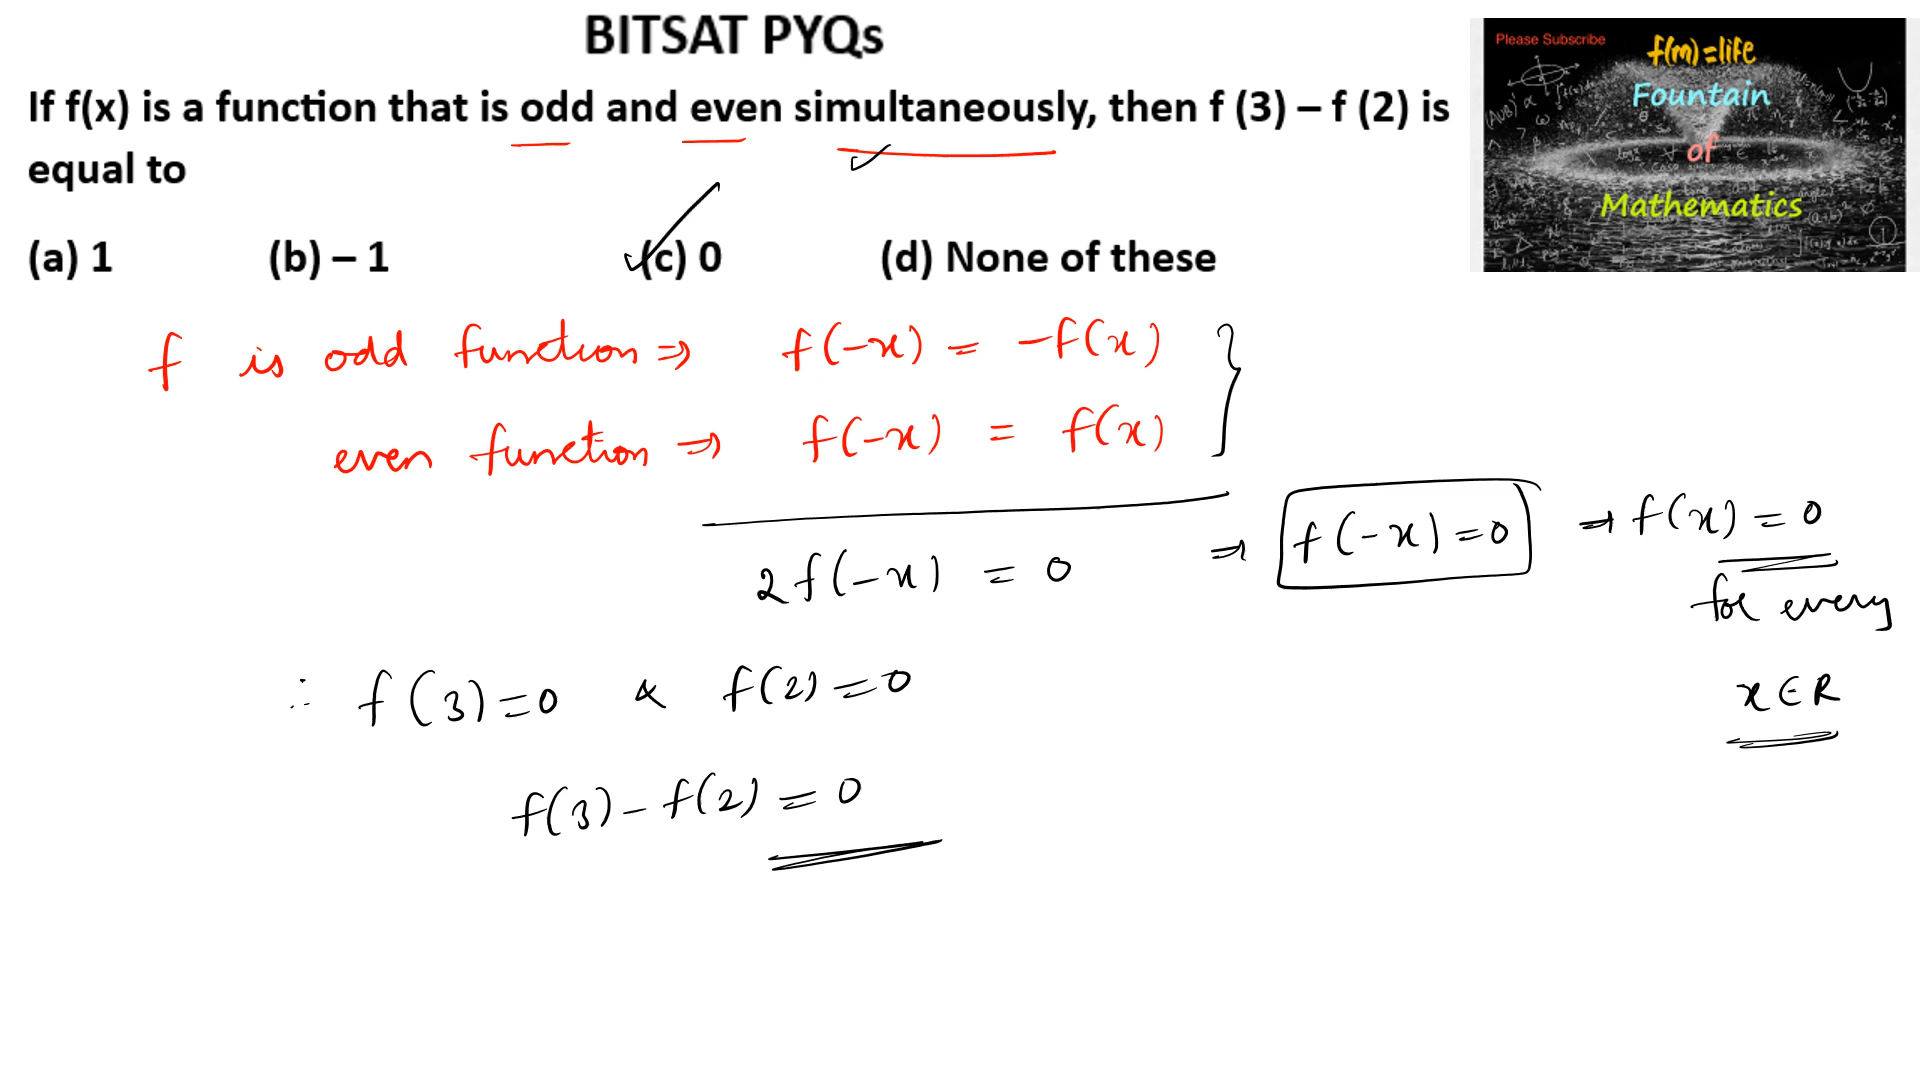 BITSAT PYQs
If f(x) is a function that is odd and even simultaneously, then f (3) – f (2) is
equal to
(a) 1 (b) – 1 (c) 0 (d) None of these
Please Subscribe
f(m)=life
Fountain
of
Mathematics
f is odd function ⇒ f(-x) = -f(x)
even function ⇒ f(-x) = f(x)
2f(-x) = 0 ⇒ f(-x)=0 ⇒ f(x)=0
for every
x∈R
∴ f(3)=0 & f(2)=0
f(3)-f(2)=0